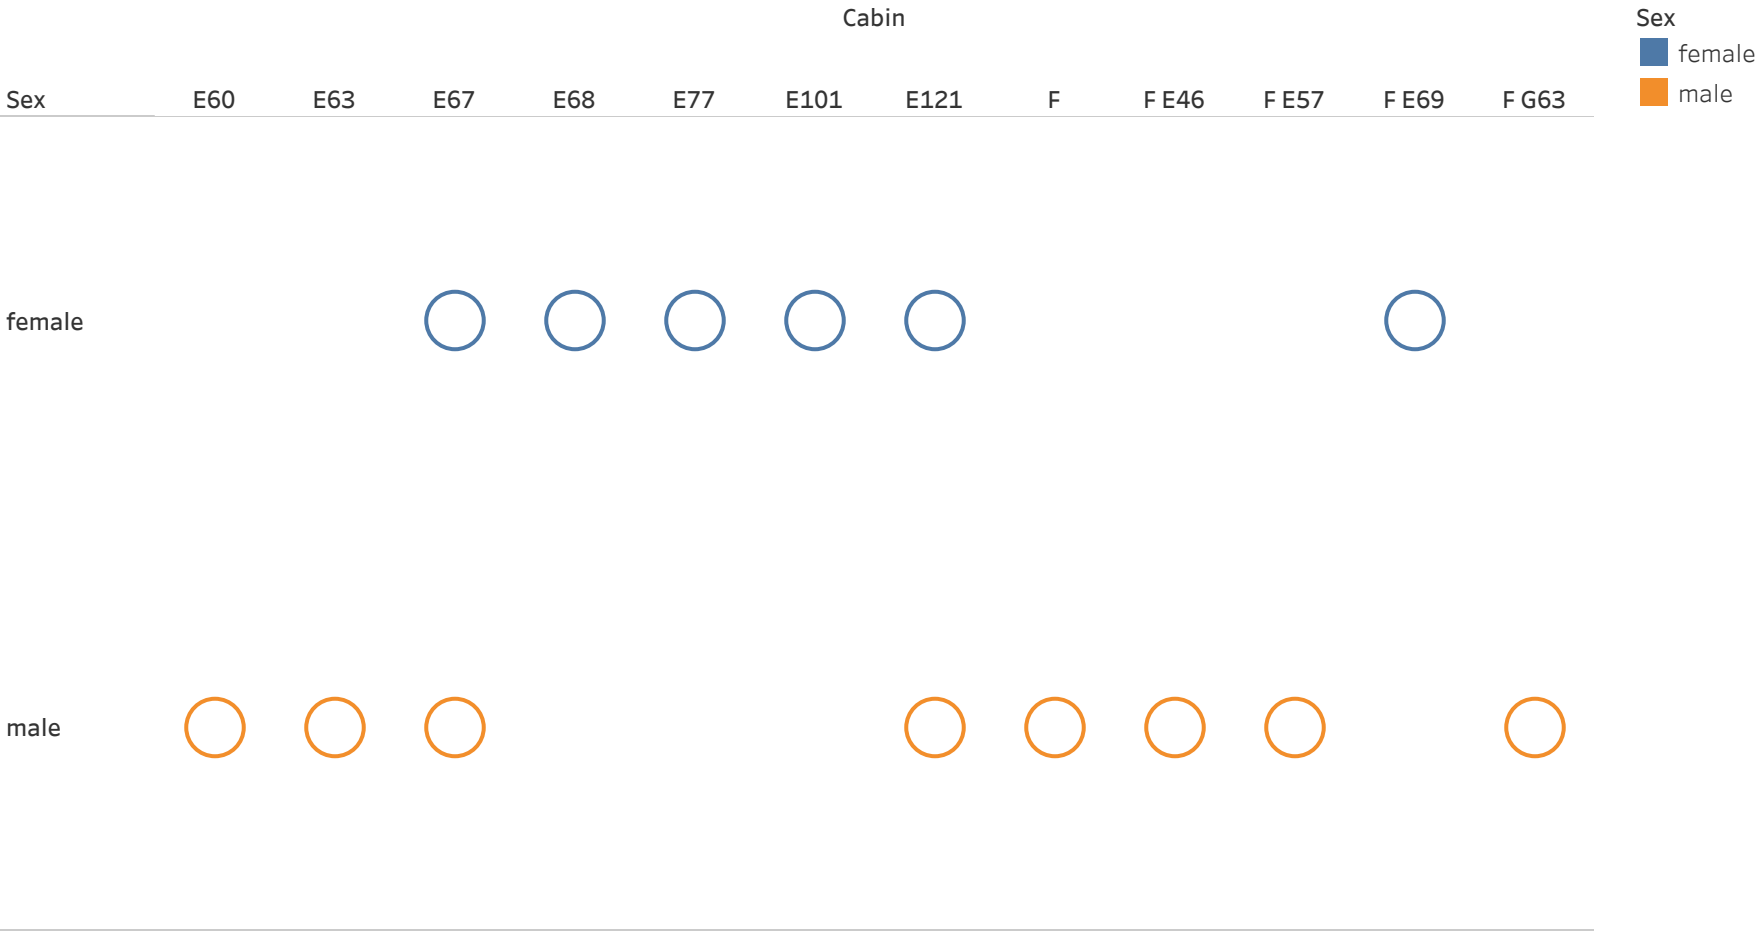 Cabin
Sex E60 E63 E67 E68 E77 E101 E121 F F E46 F E57 F E69 F G63
female
male
Sex
female
male